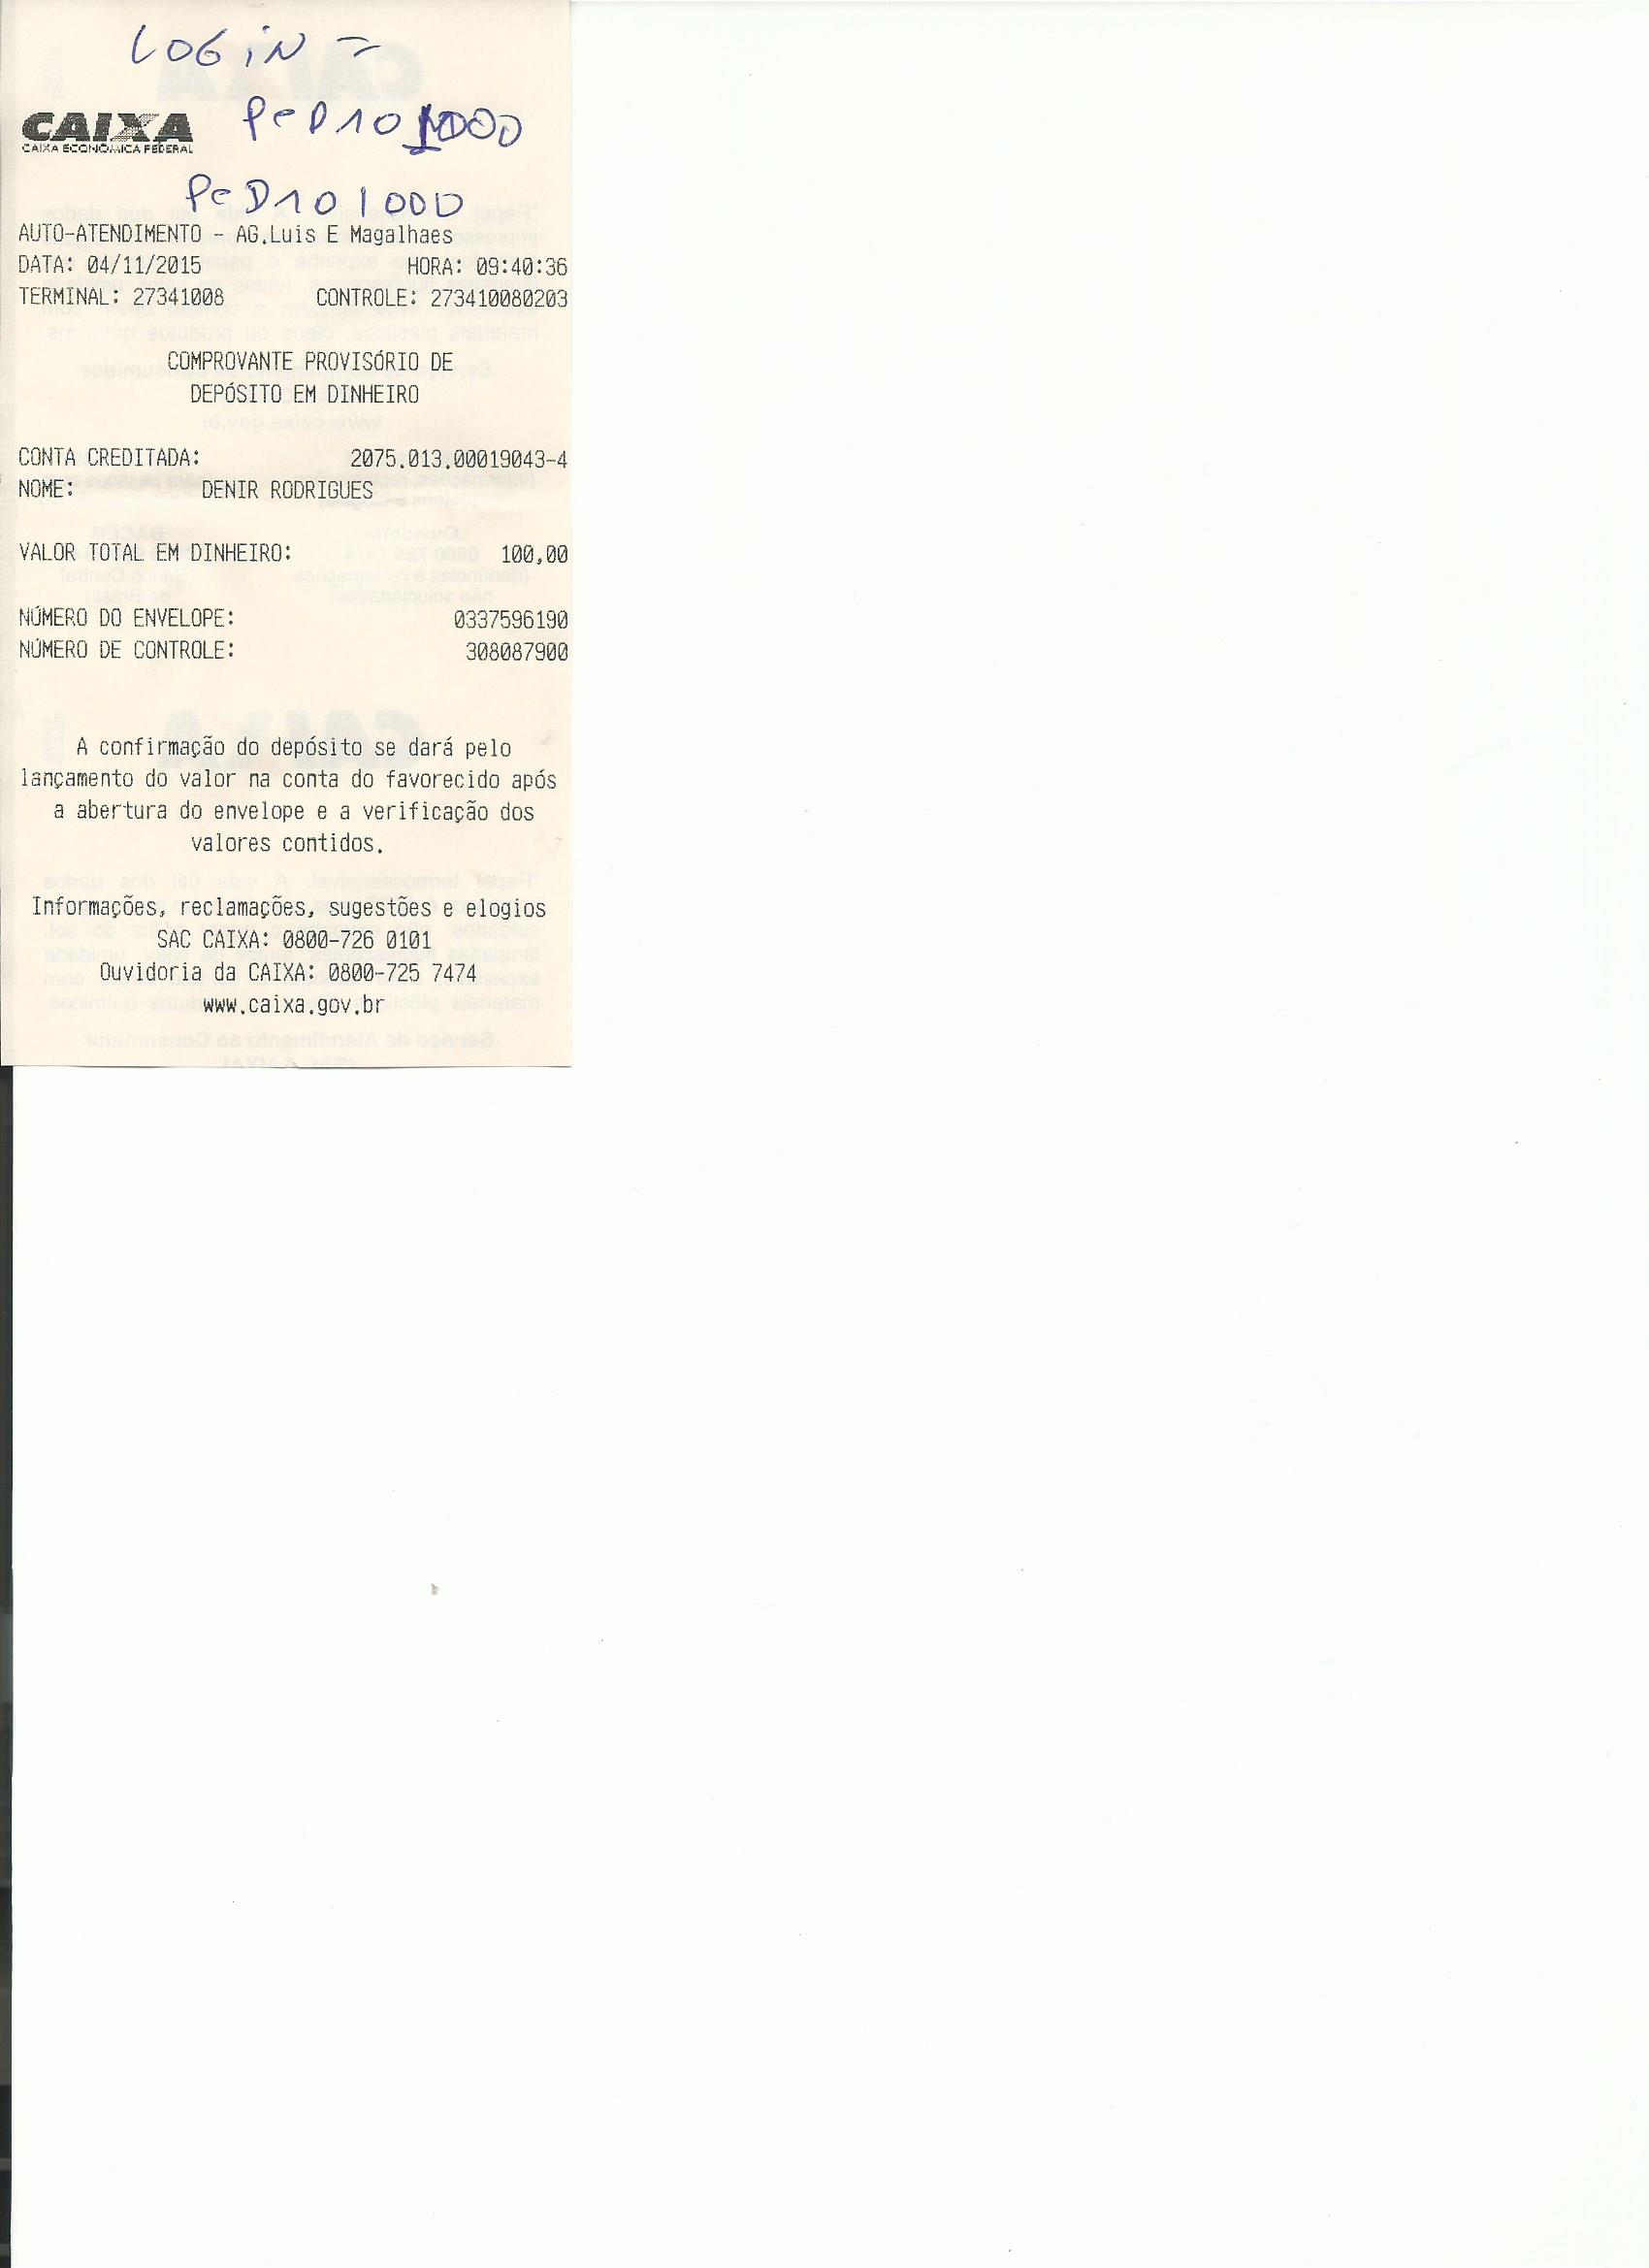 LOGiN =
PeD101000
CAIXA
CAIXA ECONÔMICA FEDERAL
PeD101000
AUTO-ATENDIMENTO - AG.Luis E Magalhaes
DATA: 04/11/2015 HORA: 09:40:36
TERMINAL: 27341008 CONTROLE: 273410080203
COMPROVANTE PROVISÓRIO DE
DEPÓSITO EM DINHEIRO
CONTA CREDITADA: 2075.013.00019043-4
NOME: DENIR RODRIGUES
VALOR TOTAL EM DINHEIRO: 100,00
NÚMERO DO ENVELOPE: 0337596190
NÚMERO DE CONTROLE: 308087900
A confirmação do depósito se dará pelo
lançamento do valor na conta do favorecido após
a abertura do envelope e a verificação dos
valores contidos.
Informações, reclamações, sugestões e elogios
SAC CAIXA: 0800-726 0101
Ouvidoria da CAIXA: 0800-725 7474
www.caixa.gov.br